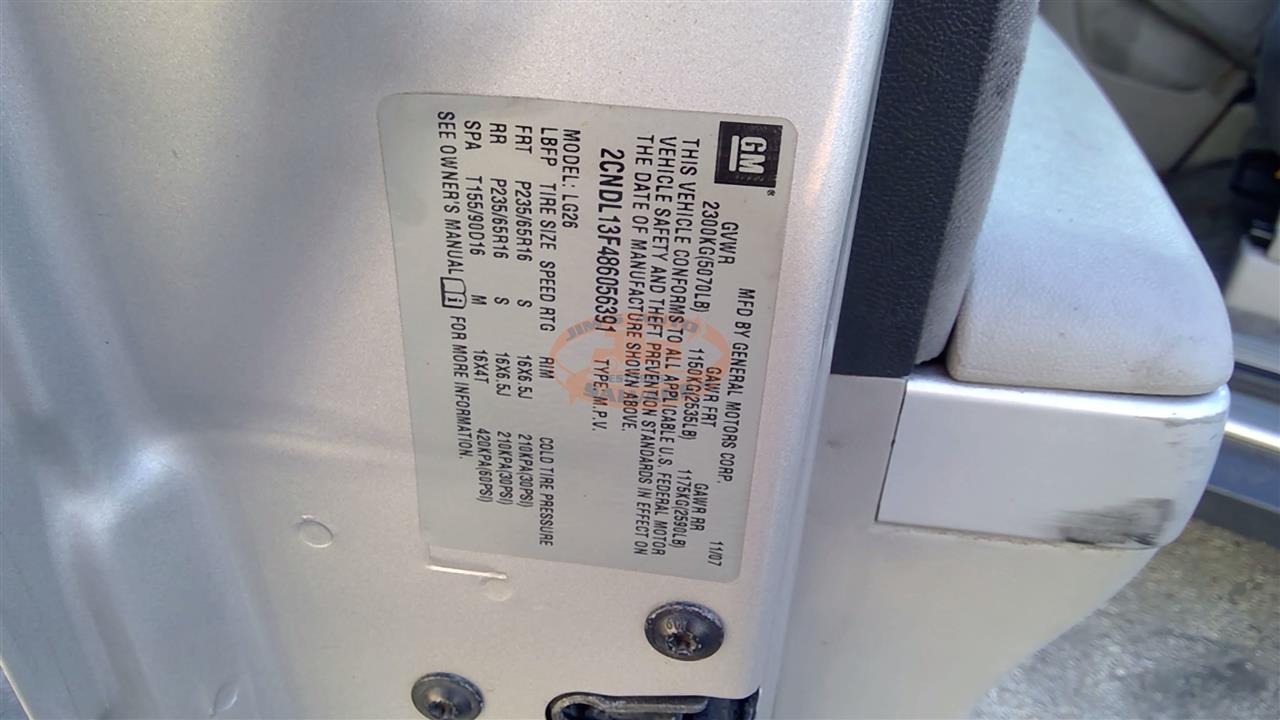 GM
®
MFD BY GENERAL MOTORS CORP. 11/07
GVWR GAWR FRT GAWR RR
2300KG(5070LB) 1150KG(2535LB) 1175KG(2590LB)
THIS VEHICLE CONFORMS TO ALL APPLICABLE U.S. FEDERAL MOTOR
VEHICLE SAFETY AND THEFT PREVENTION STANDARDS IN EFFECT ON
THE DATE OF MANUFACTURE SHOWN ABOVE.
2CNDL13F486056391 TYPE: M.P.V.
MODEL: LG26
LBFP TIRE SIZE SPEED RTG RIM COLD TIRE PRESSURE
FRT P235/65R16 S 16X6.5J 210KPA(30PSI)
RR P235/65R16 S 16X6.5J 210KPA(30PSI)
SPA T155/90D16 M 16X4T 420KPA(60PSI)
SEE OWNER'S MANUAL FOR MORE INFORMATION.